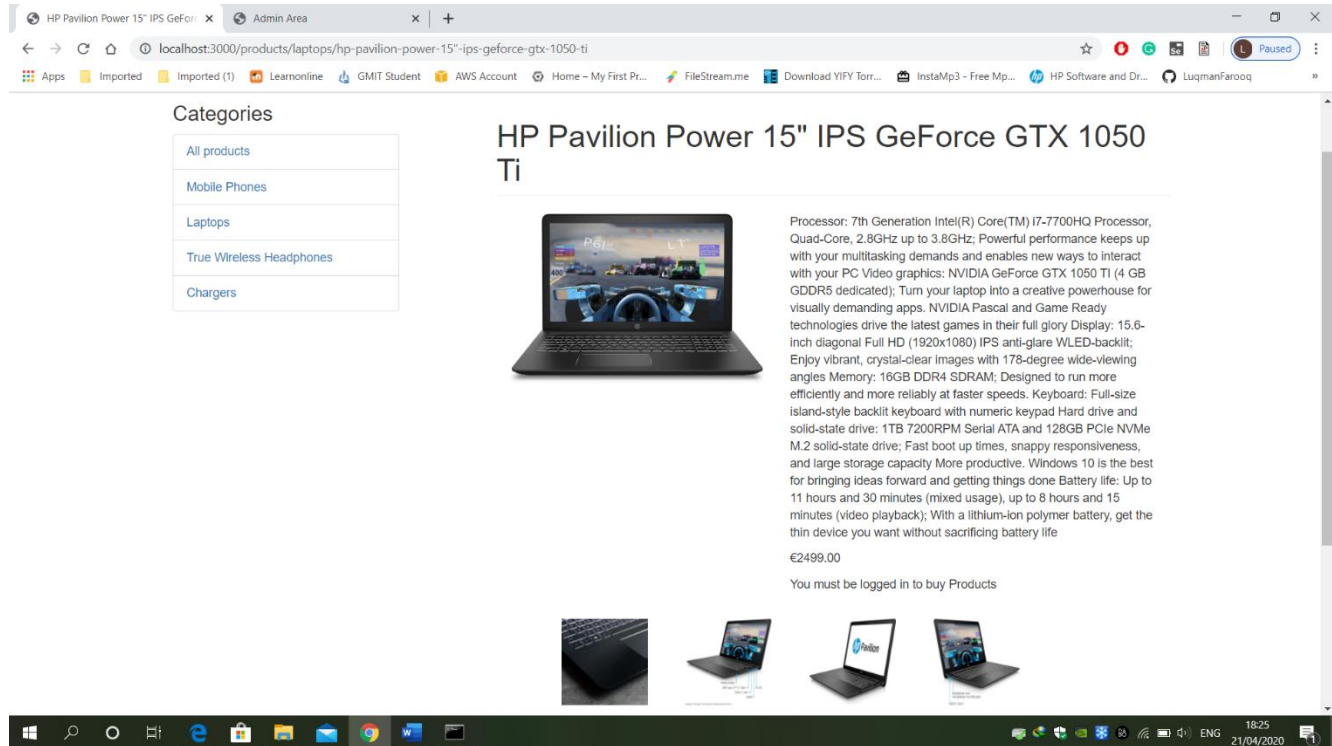 HP Pavilion Power 15" IPS GeForc
Admin Area
localhost:3000/products/laptops/hp-pavilion-power-15"-ips-geforce-gtx-1050-ti
Paused
Apps Imported Imported (1) Learnonline GMIT Student AWS Account Home – My First Pr... FileStream.me Download YIFY Torr... InstaMp3 - Free Mp... HP Software and Dr... LuqmanFarooq
Categories
All products
Mobile Phones
Laptops
True Wireless Headphones
Chargers
HP Pavilion Power 15" IPS GeForce GTX 1050
Ti
Processor: 7th Generation Intel(R) Core(TM) i7-7700HQ Processor,
Quad-Core, 2.8GHz up to 3.8GHz; Powerful performance keeps up
with your multitasking demands and enables new ways to interact
with your PC Video graphics: NVIDIA GeForce GTX 1050 TI (4 GB
GDDR5 dedicated); Turn your laptop into a creative powerhouse for
visually demanding apps. NVIDIA Pascal and Game Ready
technologies drive the latest games in their full glory Display: 15.6-
inch diagonal Full HD (1920x1080) IPS anti-glare WLED-backlit;
Enjoy vibrant, crystal-clear images with 178-degree wide-viewing
angles Memory: 16GB DDR4 SDRAM; Designed to run more
efficiently and more reliably at faster speeds. Keyboard: Full-size
island-style backlit keyboard with numeric keypad Hard drive and
solid-state drive: 1TB 7200RPM Serial ATA and 128GB PCIe NVMe
M.2 solid-state drive; Fast boot up times, snappy responsiveness,
and large storage capacity More productive. Windows 10 is the best
for bringing ideas forward and getting things done Battery life: Up to
11 hours and 30 minutes (mixed usage), up to 8 hours and 15
minutes (video playback); With a lithium-ion polymer battery, get the
thin device you want without sacrificing battery life
€2499.00
You must be logged in to buy Products
Pavilion
ENG
18:25
21/04/2020